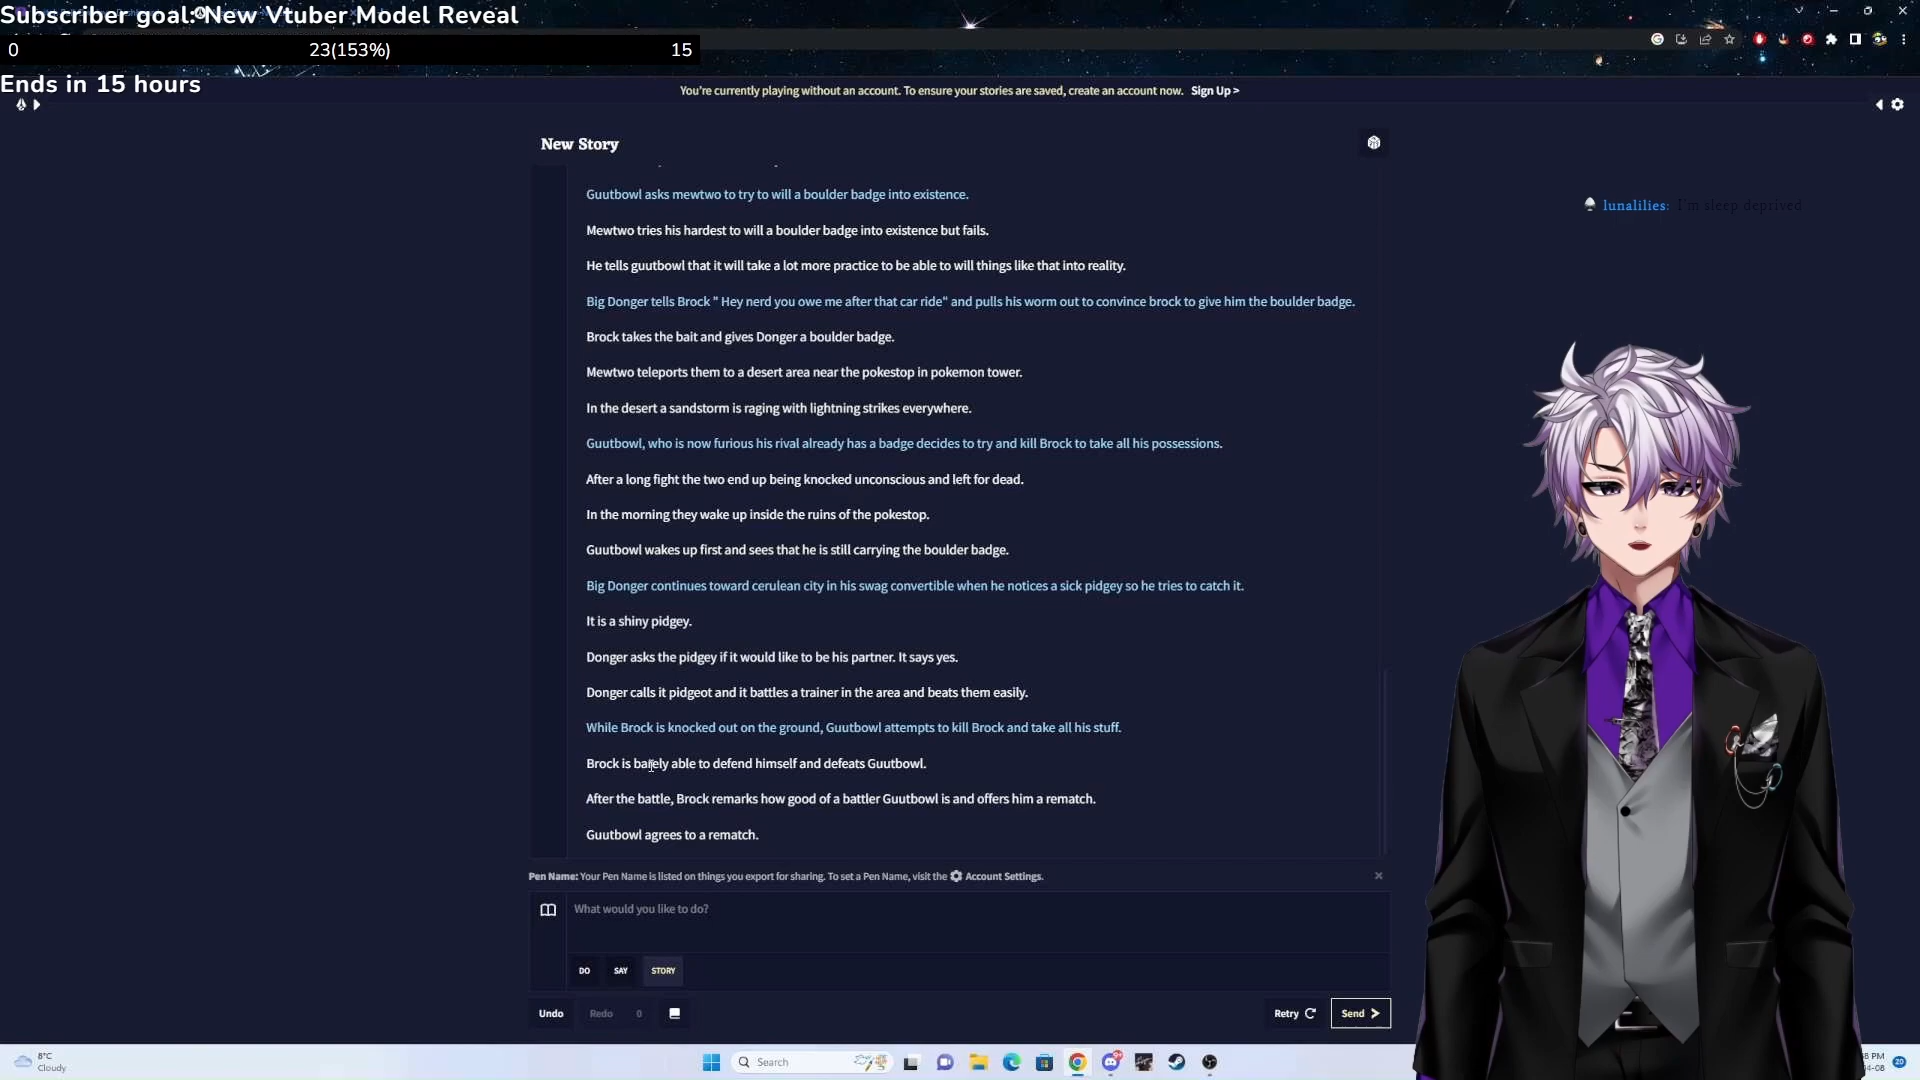 Subscriber goal: New Vtuber Model Reveal
0 23(153%) 15
Ends in 15 hours
You're currently playing without an account. To ensure your stories are saved, create an account now. Sign Up >
New Story
Guutbowl asks mewtwo to try to will a boulder badge into existence.
lunalilies: I'm sleep deprived
Mewtwo tries his hardest to will a boulder badge into existence but fails.
He tells guutbowl that it will take a lot more practice to be able to will things like that into reality.
Big Donger tells Brock " Hey nerd you owe me after that car ride" and pulls his worm out to convince brock to give him the boulder badge.
Brock takes the bait and gives Donger a boulder badge.
Mewtwo teleports them to a desert area near the pokestop in pokemon tower.
In the desert a sandstorm is raging with lightning strikes everywhere.
Guutbowl, who is now furious his rival already has a badge decides to try and kill Brock to take all his possessions.
After a long fight the two end up being knocked unconscious and left for dead.
In the morning they wake up inside the ruins of the pokestop.
Guutbowl wakes up first and sees that he is still carrying the boulder badge.
Big Donger continues toward cerulean city in his swag convertible when he notices a sick pidgey so he tries to catch it.
It is a shiny pidgey.
Donger asks the pidgey if it would like to be his partner. It says yes.
Donger calls it pidgeot and it battles a trainer in the area and beats them easily.
While Brock is knocked out on the ground, Guutbowl attempts to kill Brock and take all his stuff.
Brock is barely able to defend himself and defeats Guutbowl.
After the battle, Brock remarks how good of a battler Guutbowl is and offers him a rematch.
Guutbowl agrees to a rematch.
Pen Name: Your Pen Name is listed on things you export for sharing. To set a Pen Name, visit the Account Settings.
What would you like to do?
DO SAY STORY
Undo Redo 0 Retry Send
8°C
Cloudy
Search
8 PM
4-08
20